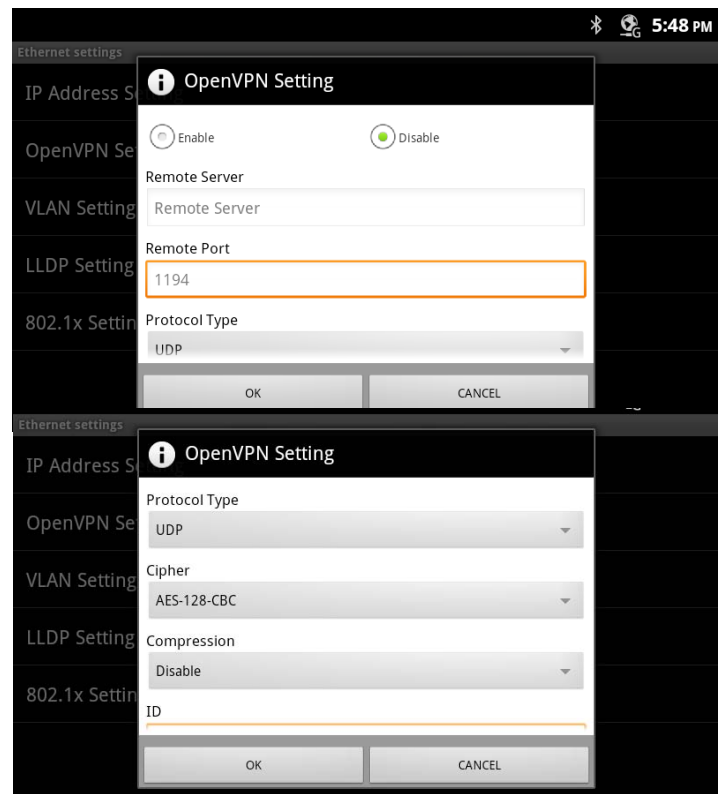 5:48 PM
Ethernet settings
IP Address S
OpenVPN Se
VLAN Setting
LLDP Setting
802.1x Settin
OpenVPN Setting
Enable
Disable
Remote Server
Remote Server
Remote Port
1194
Protocol Type
UDP
OK
CANCEL
Ethernet settings
IP Address S
OpenVPN Se
VLAN Setting
LLDP Setting
802.1x Settin
OpenVPN Setting
Protocol Type
UDP
Cipher
AES-128-CBC
Compression
Disable
ID
OK
CANCEL